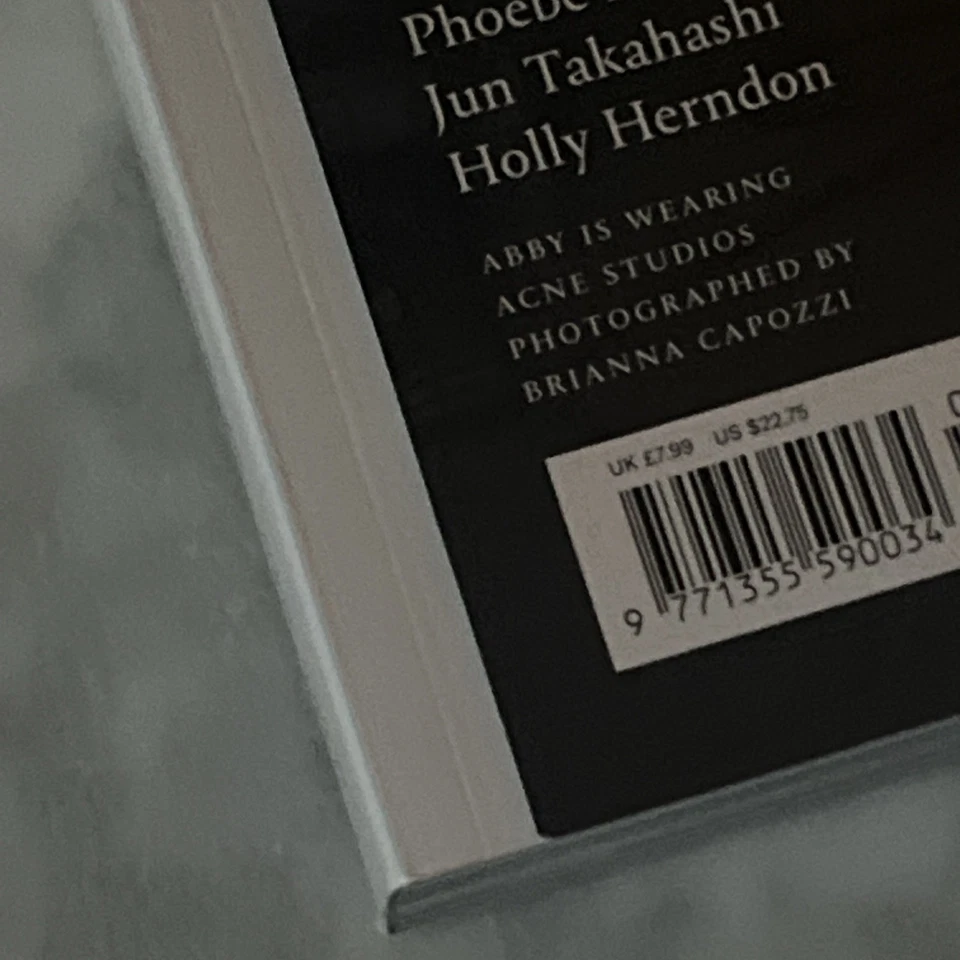 Phoebe
Jun Takahashi
Holly Herndon
ABBY IS WEARING
ACNE STUDIOS
PHOTOGRAPHED BY
BRIANNA CAPOZZI
UK £7.99 US $22.75
9 771355 590034